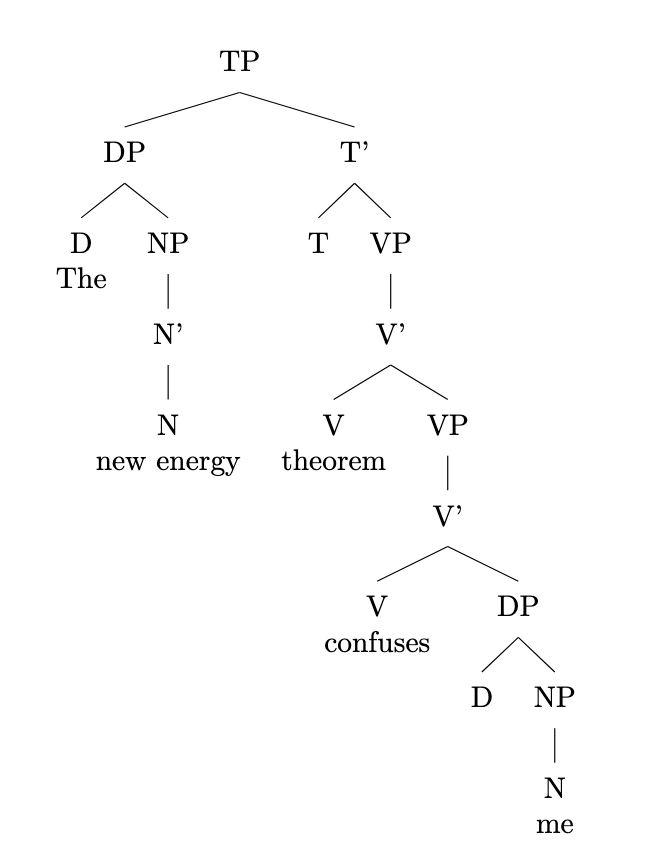 TP
DP T'
D NP T VP
The
N' V'
N V VP
new energy theorem
V'
V DP
confuses
D NP
N
me